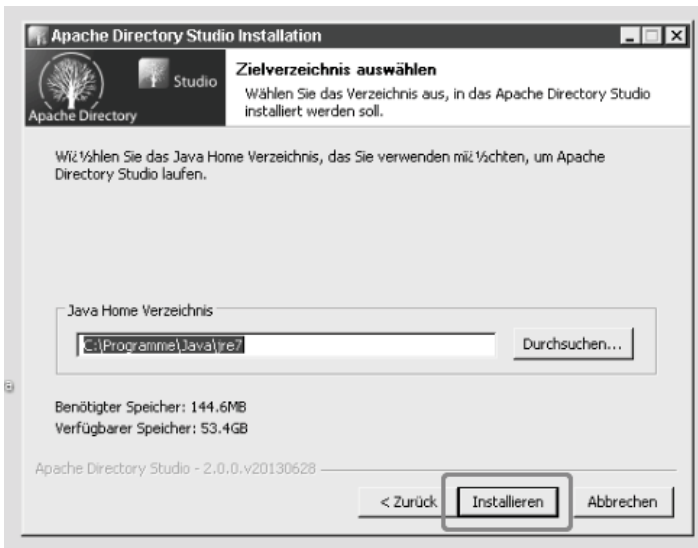 Apache Directory Studio Installation
Studio
Apache Directory
Zielverzeichnis auswählen
Wählen Sie das Verzeichnis aus, in das Apache Directory Studio
installiert werden soll.
Wiï¿½hlen Sie das Java Home Verzeichnis, das Sie verwenden miï¿½chten, um Apache
Directory Studio laufen.
Java Home Verzeichnis
C:\Programme\Java\jre7
Durchsuchen...
Benötigter Speicher: 144.6MB
Verfügbarer Speicher: 53.4GB
Apache Directory Studio - 2.0.0.v20130628
< Zurück
Installieren
Abbrechen